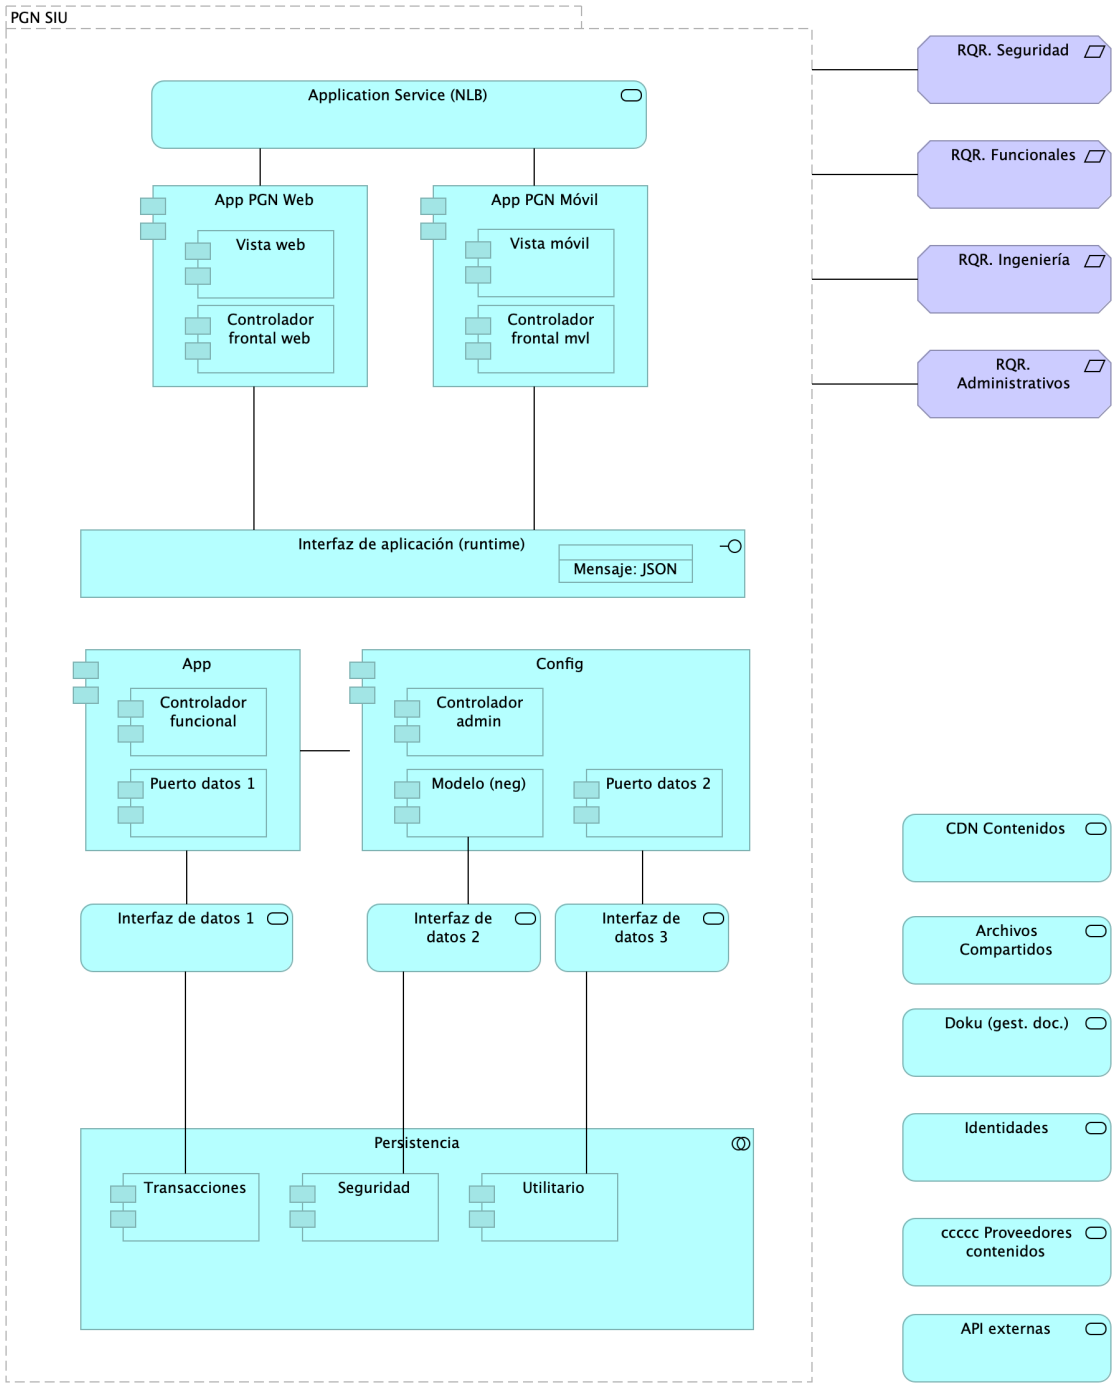 PGN SIU
RQR. Seguridad
Application Service (NLB)
RQR. Funcionales
App PGN Web
App PGN Móvil
Vista web
Vista móvil
RQR. Ingeniería
Controlador
frontal web
Controlador
frontal mvl
RQR.
Administrativos
Interfaz de aplicación (runtime)
Mensaje: JSON
App
Config
Controlador
funcional
Controlador
admin
Puerto datos 1
Modelo (neg)
Puerto datos 2
CDN Contenidos
Interfaz de datos 1
Interfaz de
datos 2
Interfaz de
datos 3
Archivos
Compartidos
Doku (gest. doc.)
Identidades
Persistencia
Transacciones
Seguridad
Utilitario
ccccc Proveedores
contenidos
API externas